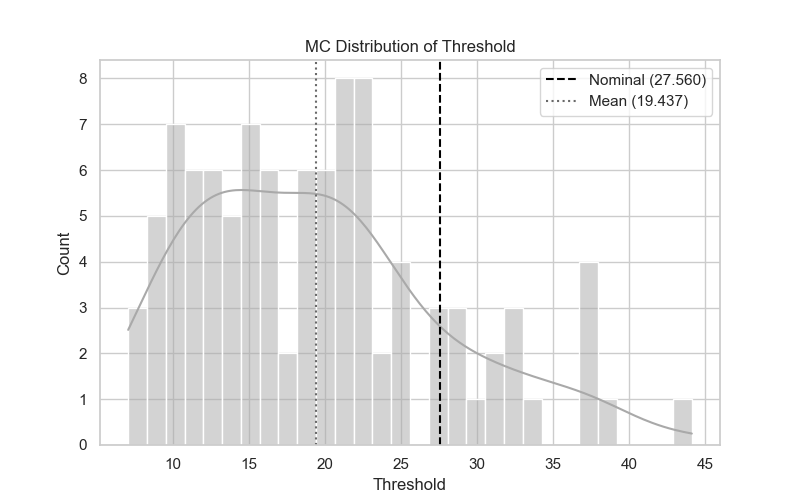 MC Distribution of Threshold
Nominal (27.560)
Mean (19.437)
Count
8
7
6
5
4
3
2
1
0
10 15 20 25 30 35 40 45
Threshold